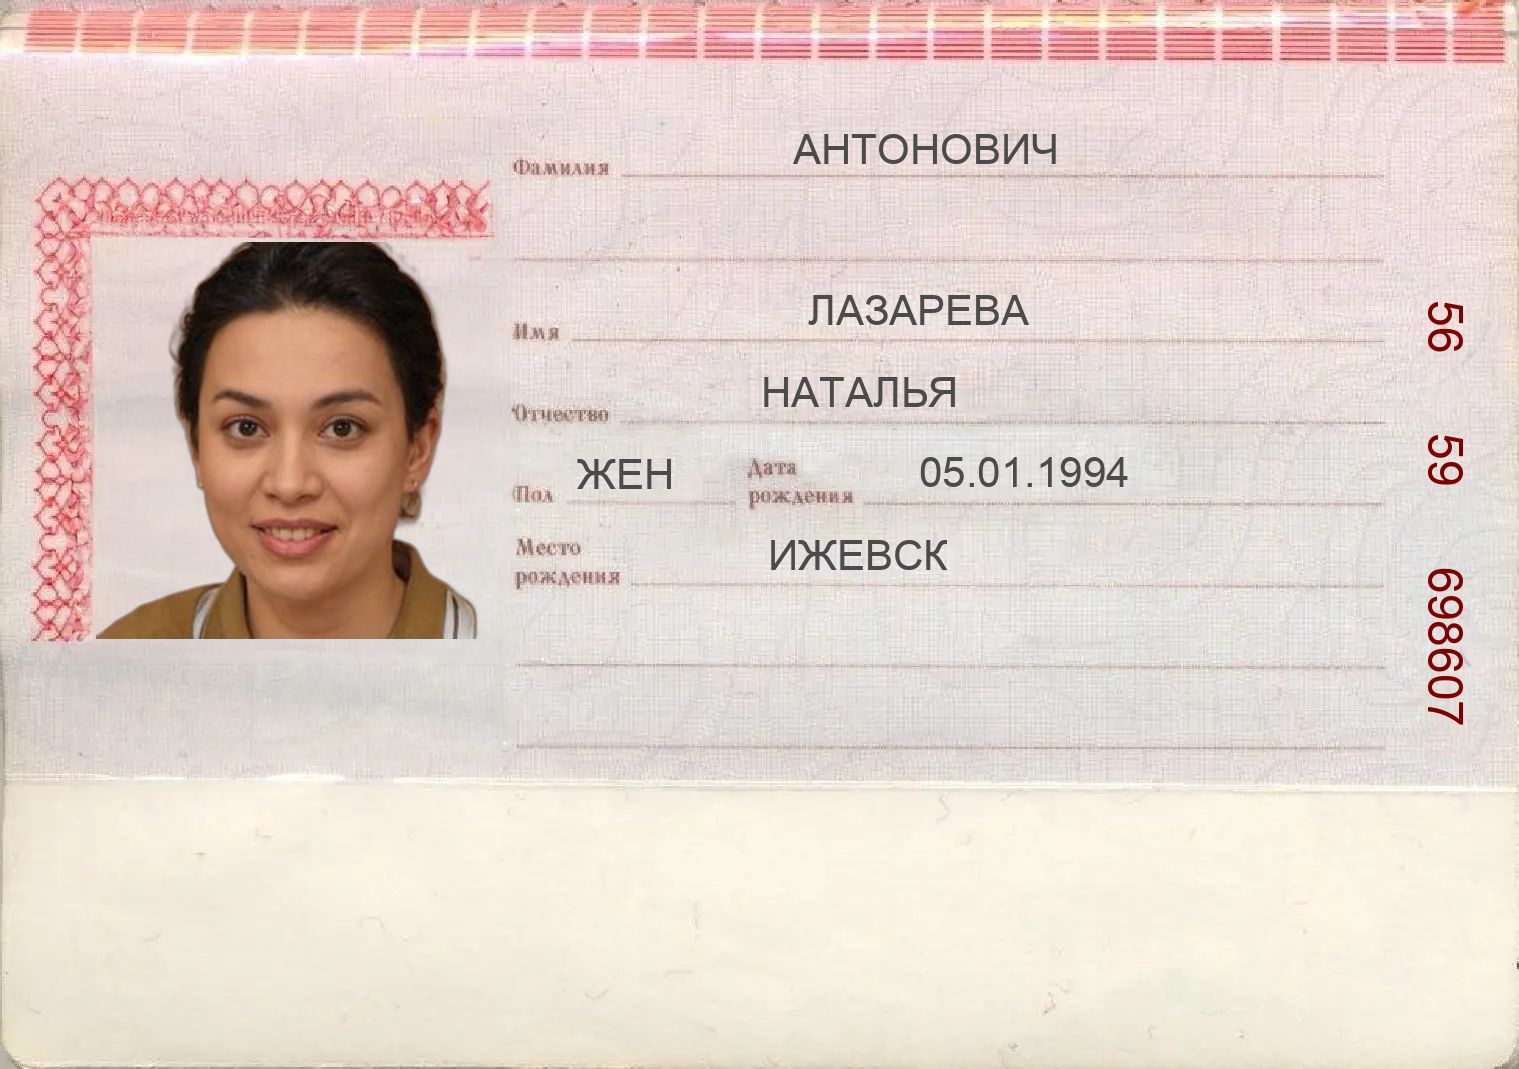 Фамилия АНТОНОВИЧ
Имя ЛАЗАРЕВА
Отчество НАТАЛЬЯ
Пол ЖЕН Дата рождения 05.01.1994
Место рождения ИЖЕВСК
56 59 698607